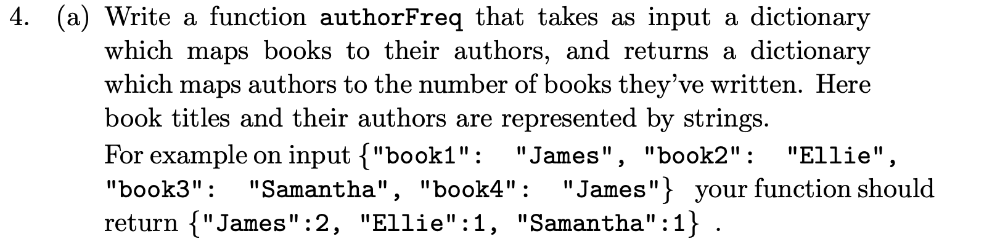 4. (a) Write a function authorFreq that takes as input a dictionary
which maps books to their authors, and returns a dictionary
which maps authors to the number of books they've written. Here
book titles and their authors are represented by strings.
For example on input {"book1": "James", "book2": "Ellie",
"book3": "Samantha", "book4": "James"} your function should
return {"James":2, "Ellie":1, "Samantha":1} .